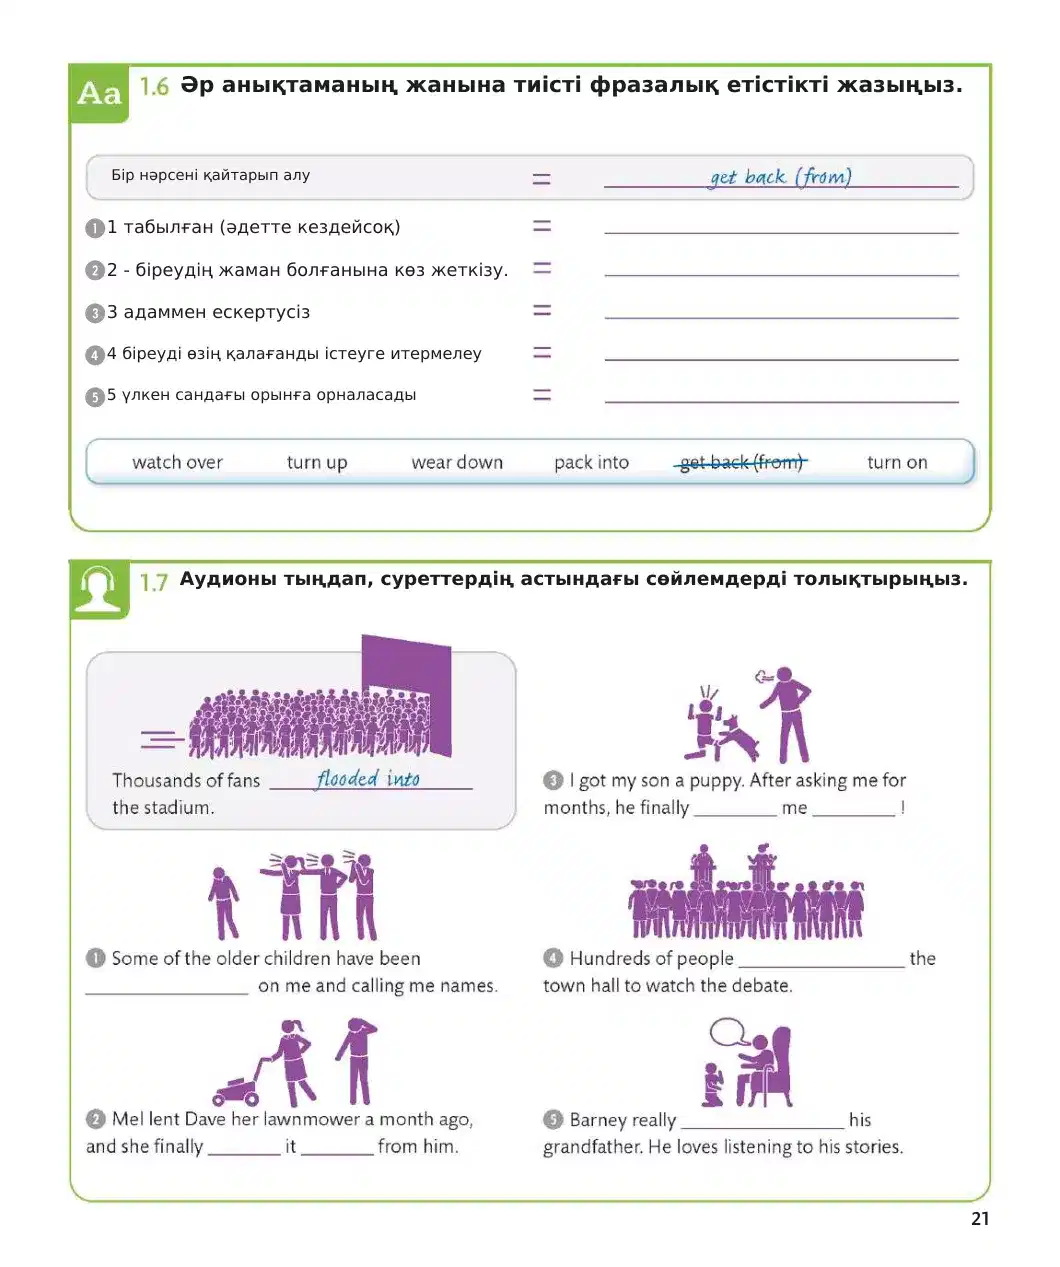 Aa 1.6 Әр анықтаманың жанына тиісті фразалық етістікті жазыңыз.
Бір нәрсені қайтарып алу = get back (from)
1 1 табылған (әдетте кездейсоқ) =
2 2 - біреудің жаман болғанына көз жеткізу. =
3 3 адаммен ескертусіз =
4 4 біреуді өзің қалағанды істеуге итермелеу =
5 5 үлкен сандағы орынға орналасады =
watch over turn up wear down pack into get back (from) turn on
1.7 Аудионы тыңдап, суреттердің астындағы сөйлемдерді толықтырыңыз.
Thousands of fans flooded into
the stadium.
3 I got my son a puppy. After asking me for
months, he finally ________ me ________ !
1 Some of the older children have been
________ on me and calling me names.
4 Hundreds of people ________ the
town hall to watch the debate.
2 Mel lent Dave her lawnmower a month ago,
and she finally ________ it ________ from him.
5 Barney really ________ his
grandfather. He loves listening to his stories.
21